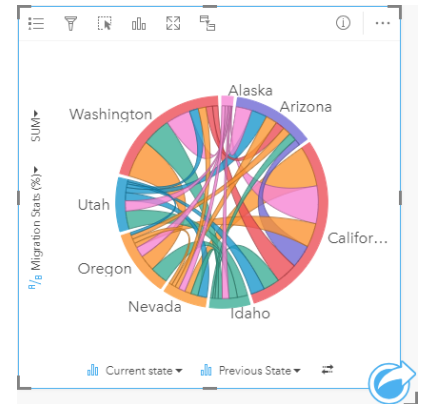 Alaska
Arizona
Washington
SUM
Utah
Califor...
Migration Stats (%)
A/B
Oregon
Nevada
Idaho
Current state
Previous State